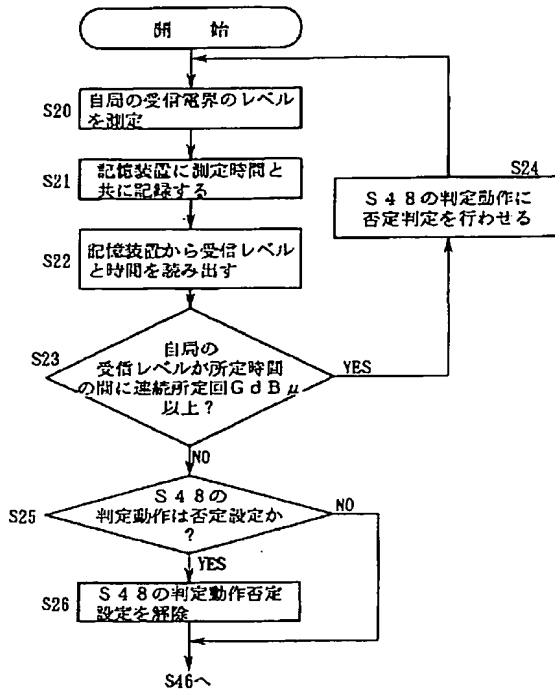 開 始
S20
自局の受信電界のレベル
を測定
S21
記憶装置に測定時間と
共に記録する
S24
S48の判定動作に
否定判定を行わせる
S22
記憶装置から受信レベル
と時間を読み出す
S23
自局の
受信レベルが所定時間
の間に連続所定回GdBμ
以上?
YES
NO
S25
S48の
判定動作は否定設定か
?
NO
YES
S26
S48の判定動作否定
設定を解除
S46へ